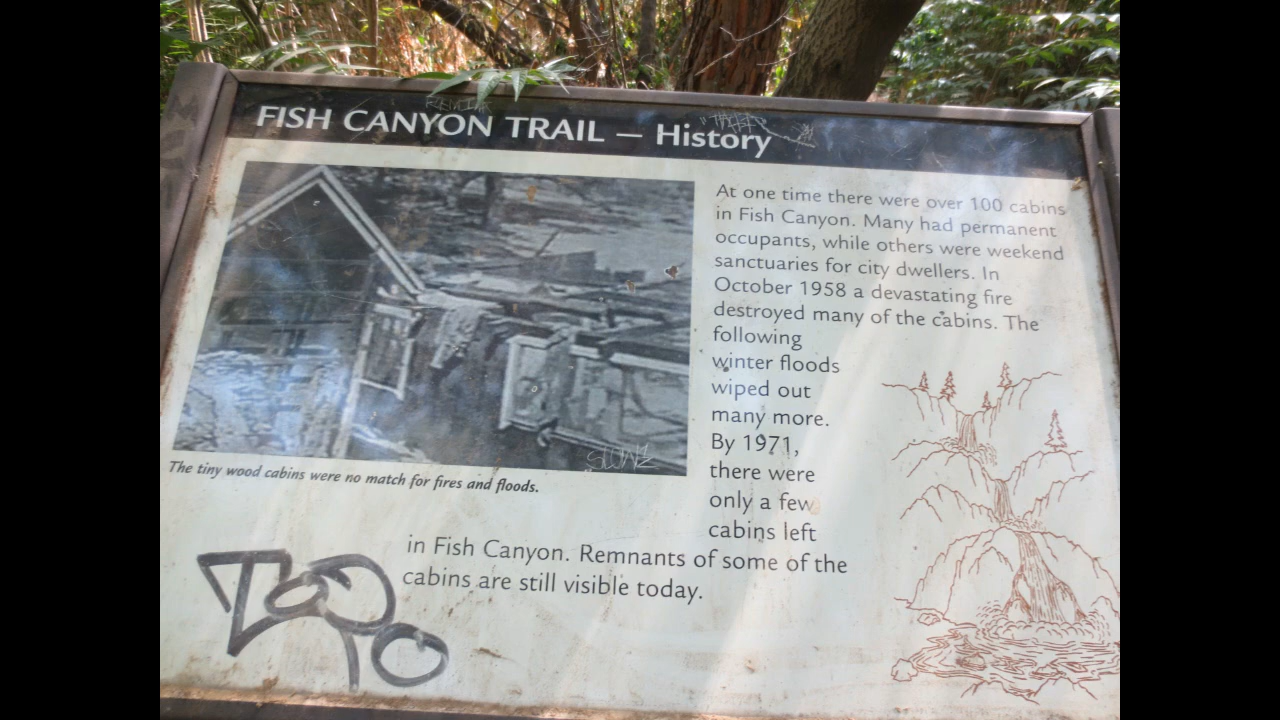 FISH CANYON TRAIL — History
At one time there were over 100 cabins
in Fish Canyon. Many had permanent
occupants, while others were weekend
sanctuaries for city dwellers. In
October 1958 a devastating fire
destroyed many of the cabins. The
following
winter floods
wiped out
many more.
By 1971,
there were
only a few
cabins left
in Fish Canyon. Remnants of some of the
cabins are still visible today.
The tiny wood cabins were no match for fires and floods.